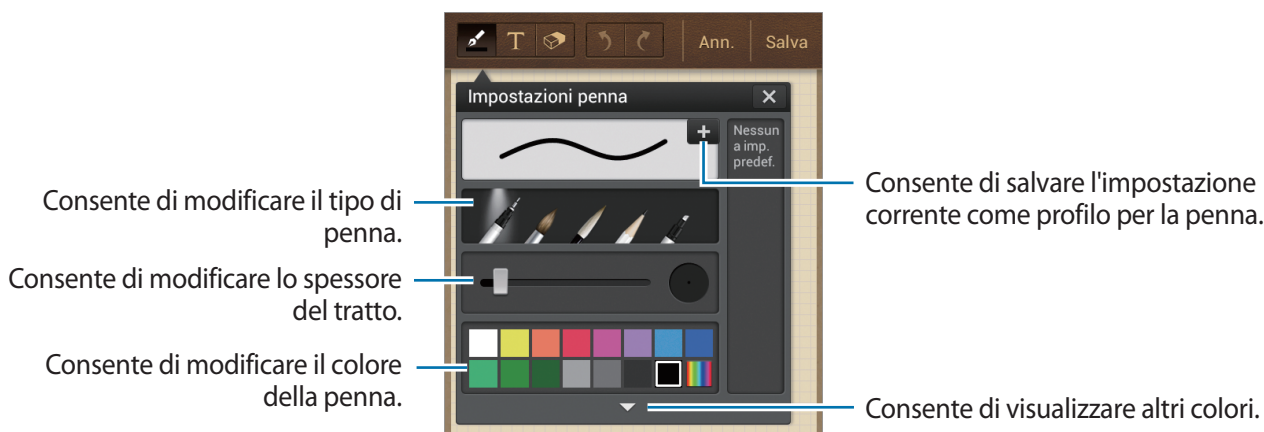 T
Ann.
Salva
Impostazioni penna
Nessun
a imp.
predef.
Consente di modificare il tipo di
penna.
Consente di modificare lo spessore
del tratto.
Consente di modificare il colore
della penna.
Consente di salvare l'impostazione
corrente come profilo per la penna.
Consente di visualizzare altri colori.